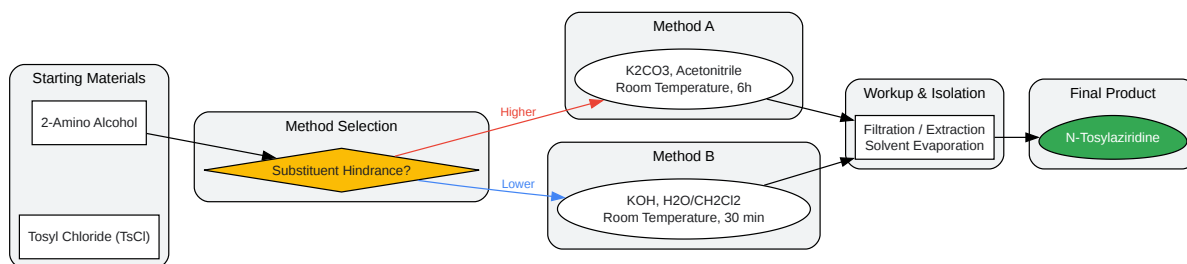 Starting Materials
2-Amino Alcohol
Tosyl Chloride (TsCl)
Method Selection
Substituent Hindrance?
Higher
Lower
Method A
K2CO3, Acetonitrile
Room Temperature, 6h
Method B
KOH, H2O/CH2Cl2
Room Temperature, 30 min
Workup & Isolation
Filtration / Extraction
Solvent Evaporation
Final Product
N-Tosylaziridine